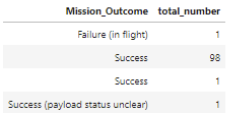 Mission_Outcome total_number
Failure (in flight) 1
Success 98
Success 1
Success (payload status unclear) 1